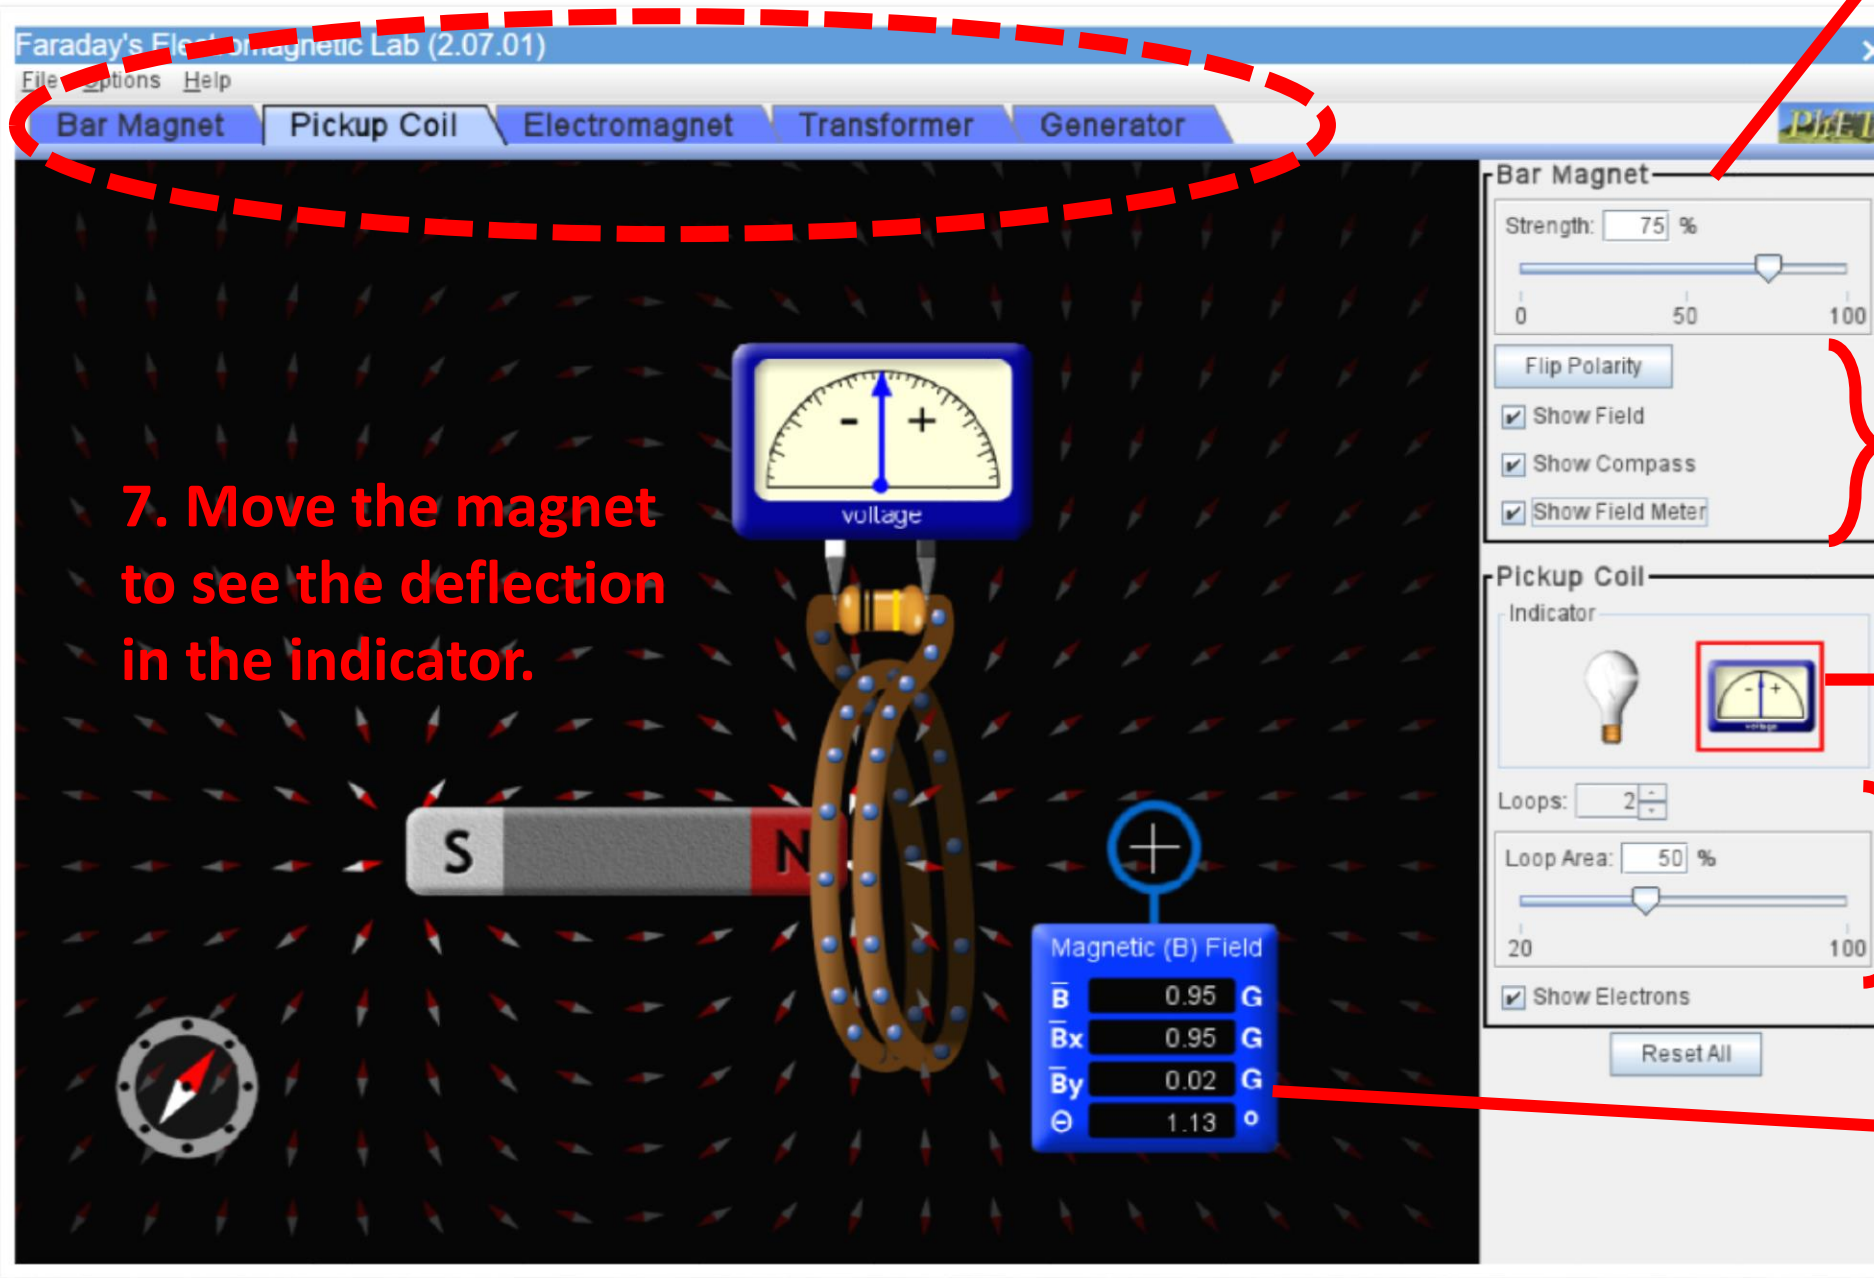 Faraday's Electromagnetic Lab (2.07.01)
File Options Help
Bar Magnet Pickup Coil Electromagnet Transformer Generator
PhET
Bar Magnet
Strength: 75 %
0 50 100
Flip Polarity
Show Field
Show Compass
Show Field Meter
- +
voltage
7. Move the magnet
to see the deflection
in the indicator.
S N
Pickup Coil
Indicator
- +
voltage
Loops: 2
Loop Area: 50 %
20 100
Show Electrons
Reset All
Magnetic (B) Field
B 0.95 G
Bx 0.95 G
By 0.02 G
Θ 1.13 °